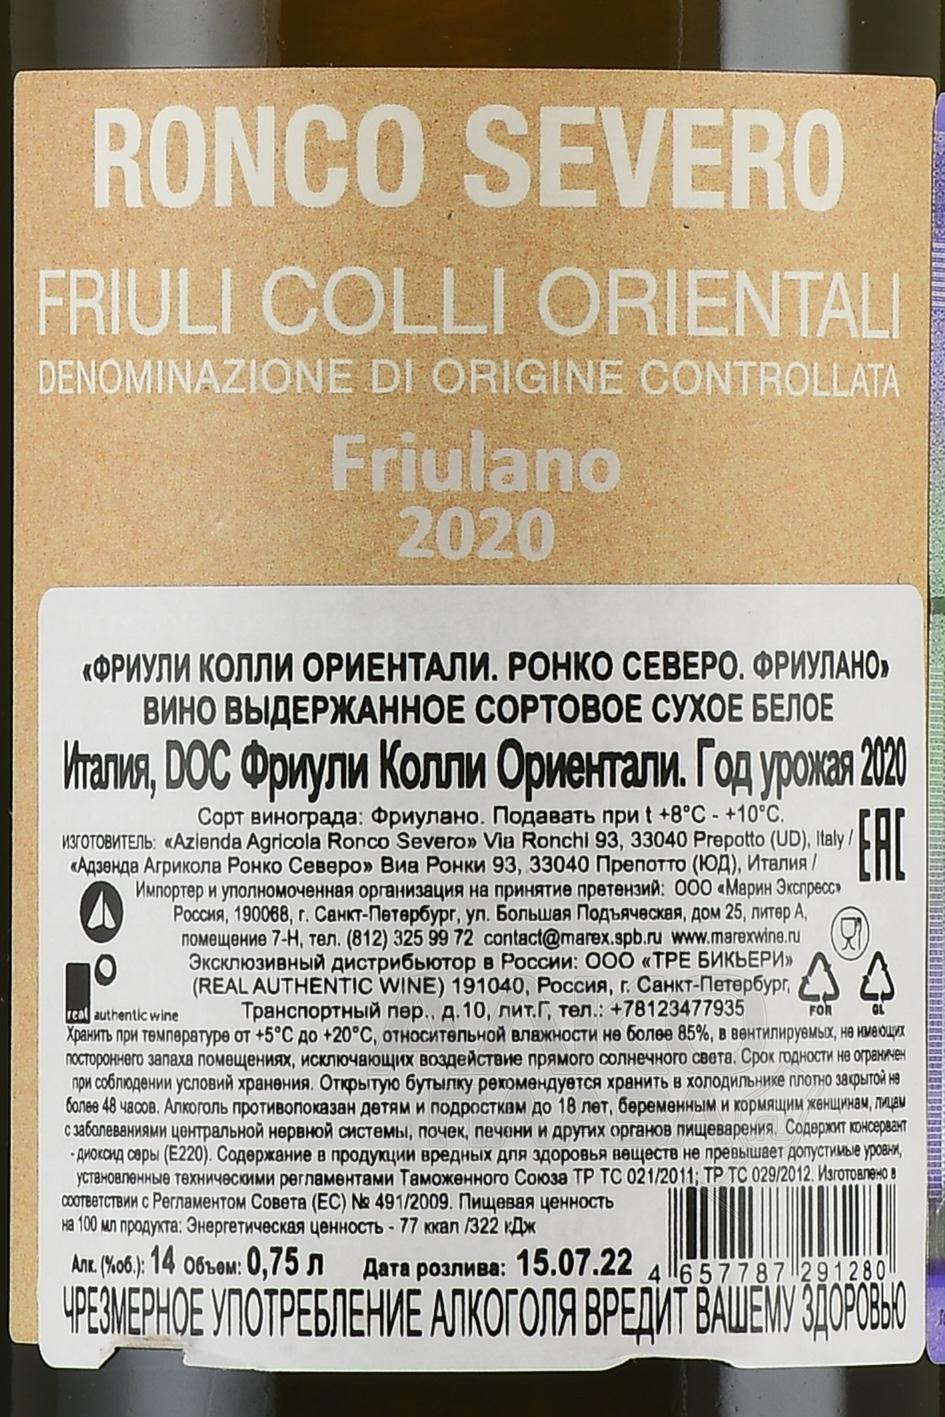 RONCO SEVERO
FRIULI COLLI ORIENTALI
DENOMINAZIONE DI ORIGINE CONTROLLATA
Friulano
2020
«ФРИУЛИ КОЛЛИ ОРИЕНТАЛИ. РОНКО СЕВЕРО. ФРИУЛАНО»
ВИНО ВЫДЕРЖАННОЕ СОРТОВОЕ СУХОЕ БЕЛОЕ
Италия, DOC Фриули Колли Ориентали. Год урожая 2020
Сорт винограда: Фриулано. Подавать при t +8°C - +10°C.
ИЗГОТОВИТЕЛЬ: «Azienda Agricola Ronco Severo» Via Ronchi 93, 33040 Prepotto (UD), Italy /
«Адзенда Агрикола Ронко Северо» Виа Ронки 93, 33040 Препотто (ЮД), Италия /
EAC
Импортер и уполномоченная организация на принятие претензий: ООО «Марин Экспресс»
Россия, 190068, г. Санкт-Петербург, ул. Большая Подъяческая, дом 25, литер А,
помещение 7-Н, тел. (812) 325 99 72 contact@marex.spb.ru www.marexwine.ru
Эксклюзивный дистрибьютор в России: ООО «ТРЕ БИКЬЕРИ»
(REAL AUTHENTIC WINE) 191040, Россия, г. Санкт-Петербург,
Транспортный пер., д.10, лит.Г, тел.: +78123477935
real authentic wine
FOR GL
Хранить при температуре от +5°С до +20°С, относительной влажности не более 85%, в вентилируемых, не имеющих
постороннего запаха помещениях, исключающих воздействие прямого солнечного света. Срок годности не ограничен
при соблюдении условий хранения. Открытую бутылку рекомендуется хранить в холодильнике плотно закрытой не
более 48 часов. Алкоголь противопоказан детям и подросткам до 18 лет, беременным и кормящим женщинам, лицам
с заболеваниями центральной нервной системы, почек, печени и других органов пищеварения. Содержит консервант
- диоксид серы (Е220). Содержание в продукции вредных для здоровья веществ не превышает допустимые уровни,
установленные техническими регламентами Таможенного Союза ТР ТС 021/2011; ТР ТС 029/2012. Изготовлено в
соответствии с Регламентом Совета (ЕС) № 491/2009. Пищевая ценность
на 100 мл продукта: Энергетическая ценность - 77 ккал /322 кДж
Алк. (%об.): 14 Объем: 0,75 л Дата розлива: 15.07.22
4 657787 291280
ЧРЕЗМЕРНОЕ УПОТРЕБЛЕНИЕ АЛКОГОЛЯ ВРЕДИТ ВАШЕМУ ЗДОРОВЬЮ